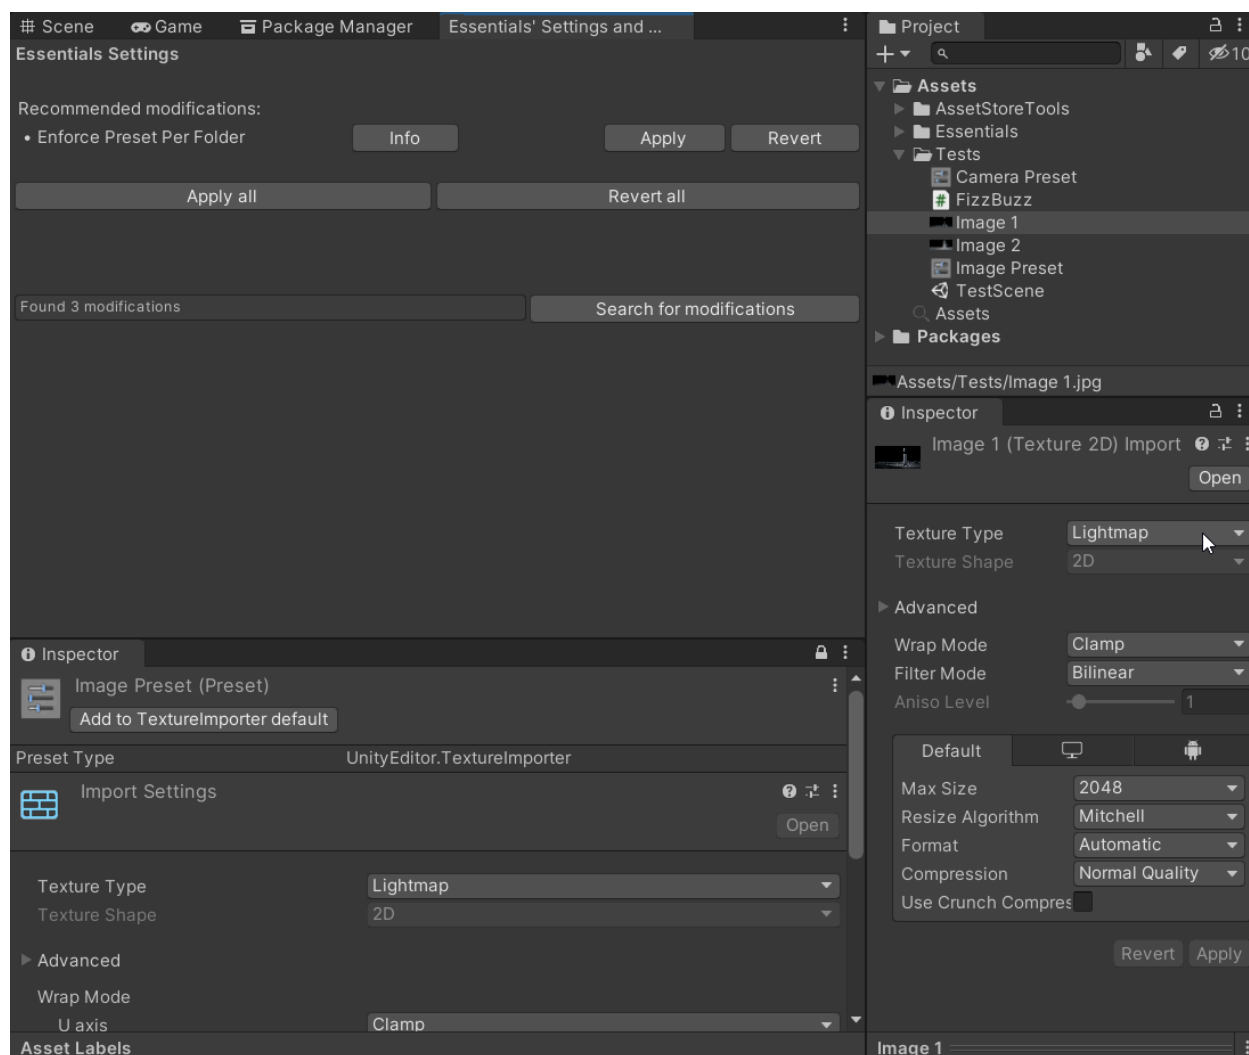 Scene
Game
Package Manager
Essentials' Settings and ...
Essentials Settings
Recommended modifications:
• Enforce Preset Per Folder
Info
Apply
Revert
Apply all
Revert all
Found 3 modifications
Search for modifications
Inspector
Image Preset (Preset)
Add to TextureImporter default
Preset Type
UnityEditor.TextureImporter
Import Settings
Open
Texture Type
Lightmap
Texture Shape
2D
Advanced
Wrap Mode
U axis
Clamp
Asset Labels
Project
10
Assets
AssetStoreTools
Essentials
Tests
Camera Preset
FizzBuzz
Image 1
Image 2
Image Preset
TestScene
Assets
Packages
Assets/Tests/Image 1.jpg
Inspector
Image 1 (Texture 2D) Import
Open
Texture Type
Lightmap
Texture Shape
2D
Advanced
Wrap Mode
Clamp
Filter Mode
Bilinear
Aniso Level
1
Default
Max Size
2048
Resize Algorithm
Mitchell
Format
Automatic
Compression
Normal Quality
Use Crunch Compres
Revert
Apply
Image 1